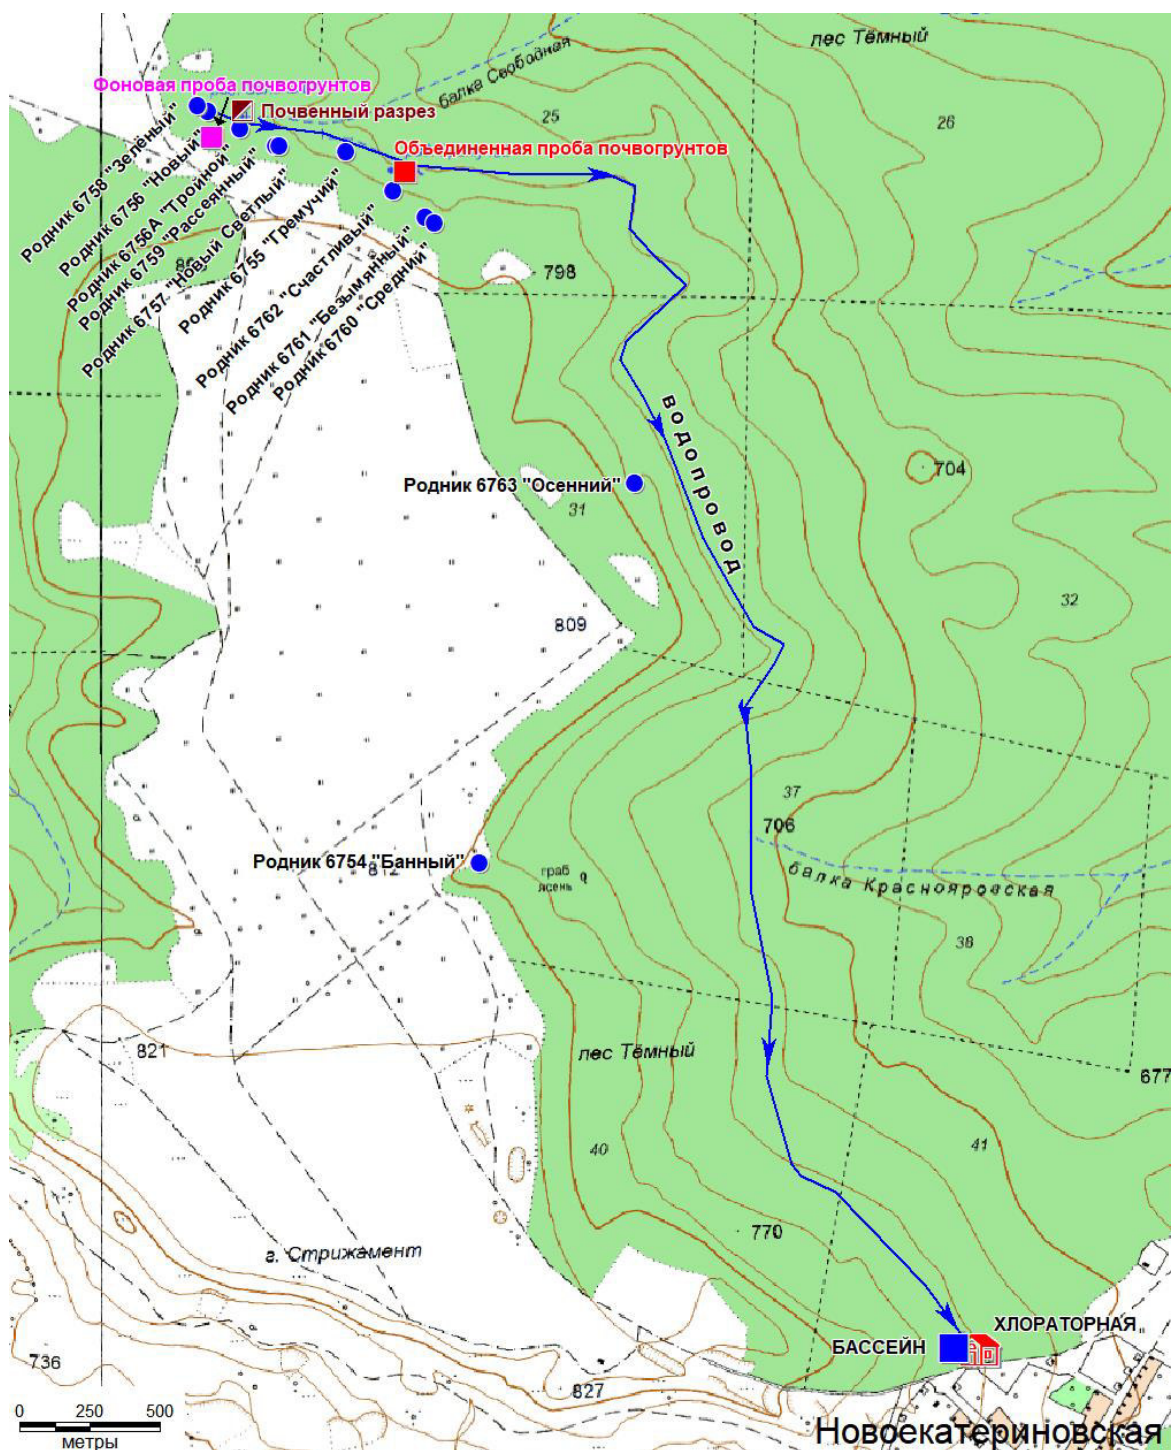 лес Тёмный
балка Свободная
Фоновая проба почвогрунтов
Почвенный разрез
25
26
Объединенная проба почвогрунтов
Родник 6758 "Зелёный"
Родник 6756 "Новый"
Родник 6756А "Тройной"
Родник 6759 "Рассеянный"
Родник 6757 "Новый Светлый"
Родник 6755 "Гремучий"
Родник 6762 "Счастливый"
Родник 6761 "Безымянный"
Родник 6760 "Средний"
798
водопровод
704
Родник 6763 "Осенний"
31
32
809
37
706
Родник 6754 "Банный"
812
граб
ясень
9
балка Краснояровская
38
821
лес Тёмный
677
40
41
770
г. Стрижамент
ХЛОРАТОРНАЯ
БАССЕЙН
736
827
0 250 500
метры
Новоекатериновская